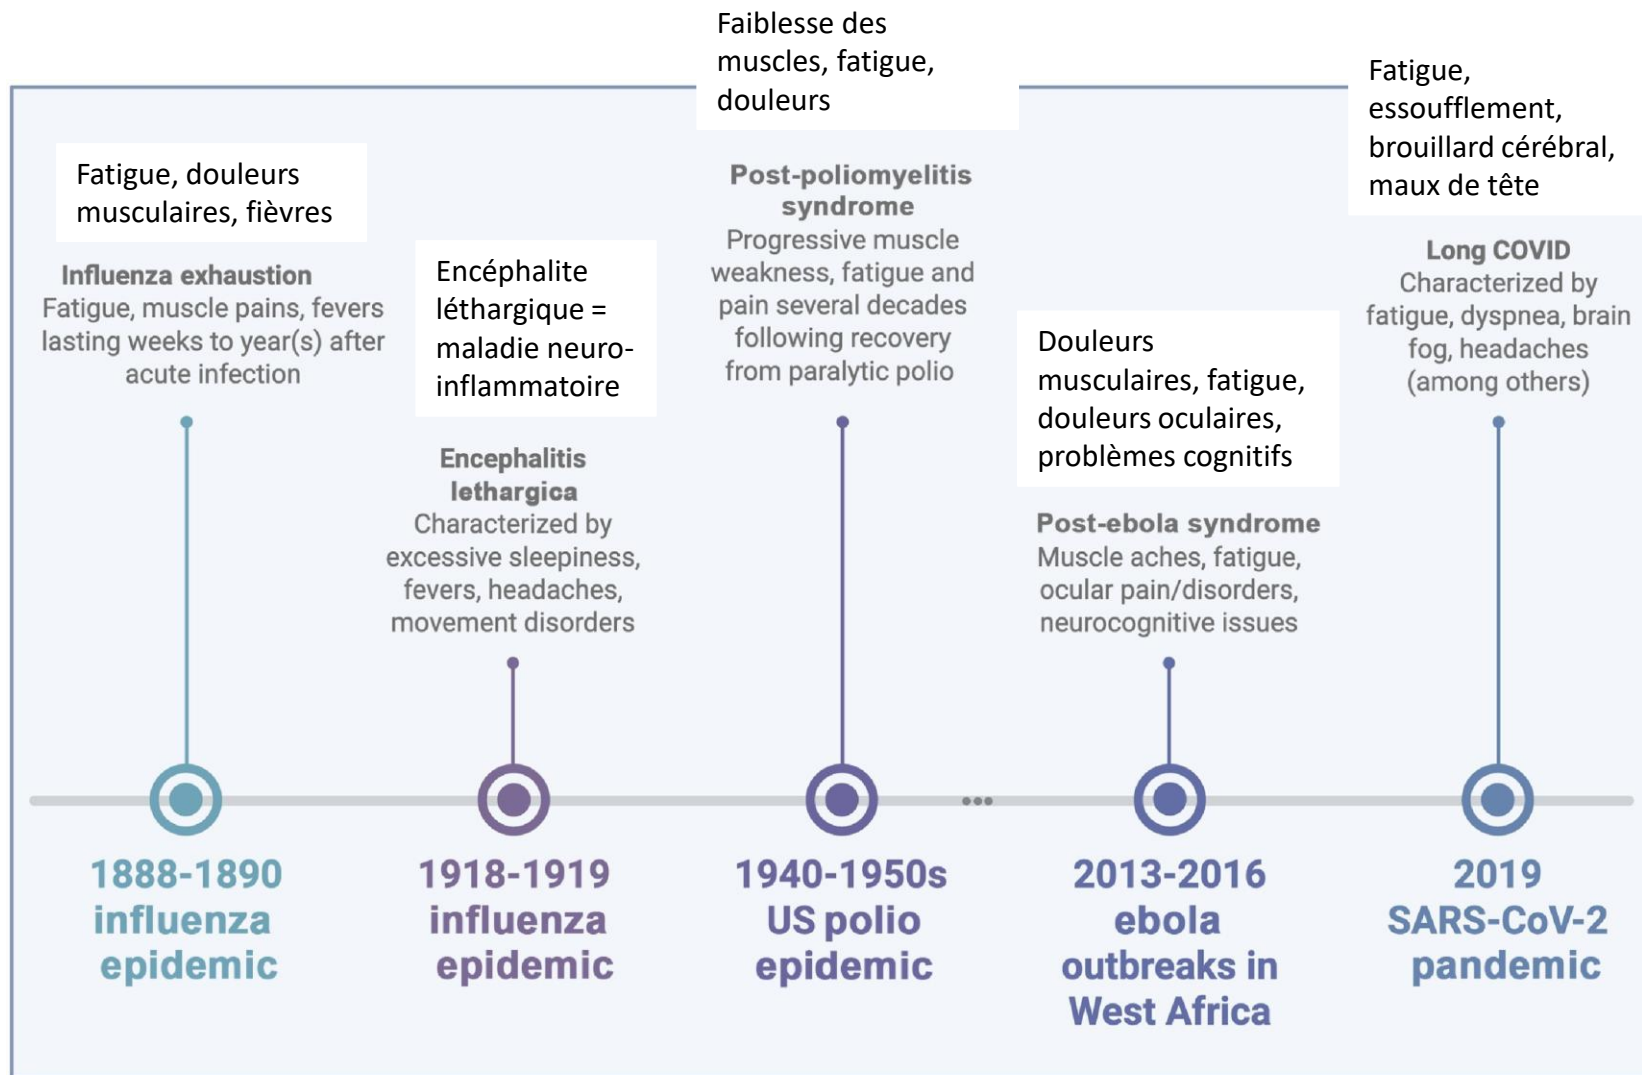 Fatigue, douleurs
musculaires, fièvres
Influenza exhaustion
Fatigue, muscle pains, fevers
lasting weeks to year(s) after
acute infection
1888-1890
influenza
epidemic
Encéphalite
léthargique =
maladie neuro-
inflammatoire
Encephalitis
lethargica
Characterized by
excessive sleepiness,
fevers, headaches,
movement disorders
1918-1919
influenza
epidemic
Faiblesse des
muscles, fatigue,
douleurs
Post-poliomyelitis
syndrome
Progressive muscle
weakness, fatigue and
pain several decades
following recovery
from paralytic polio
1940-1950s
US polio
epidemic
Douleurs
musculaires, fatigue,
douleurs oculaires,
problèmes cognitifs
Post-ebola syndrome
Muscle aches, fatigue,
ocular pain/disorders,
neurocognitive issues
2013-2016
ebola
outbreaks in
West Africa
Fatigue,
essoufflement,
brouillard cérébral,
maux de tête
Long COVID
Characterized by
fatigue, dyspnea, brain
fog, headaches
(among others)
2019
SARS-CoV-2
pandemic